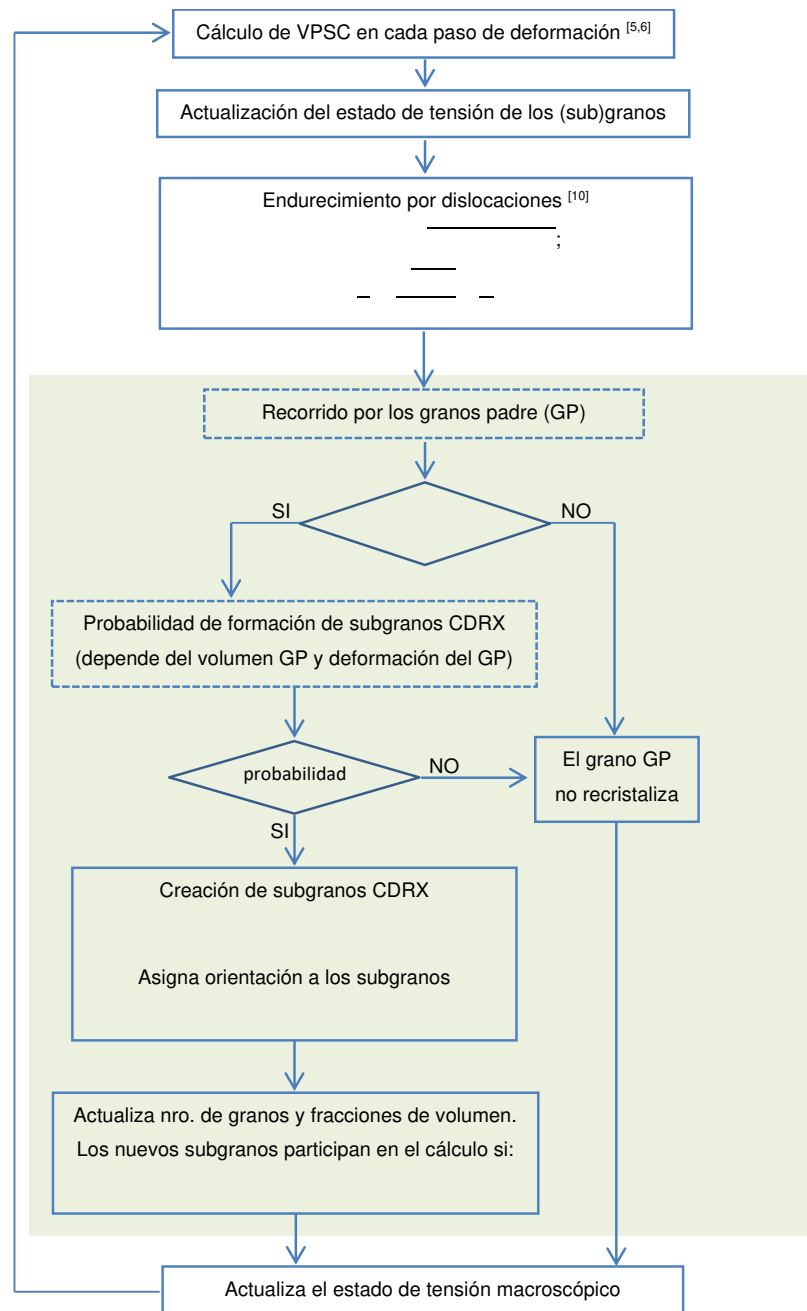 Cálculo de VPSC en cada paso de deformación [5,6]
Actualización del estado de tensión de los (sub)granos
Endurecimiento por dislocaciones [10]
;
Recorrido por los granos padre (GP)
SI
NO
Probabilidad de formación de subgranos CDRX
(depende del volumen GP y deformación del GP)
probabilidad
NO
El grano GP
no recristaliza
SI
Creación de subgranos CDRX
Asigna orientación a los subgranos
Actualiza nro. de granos y fracciones de volumen.
Los nuevos subgranos participan en el cálculo si:
Actualiza el estado de tensión macroscópico